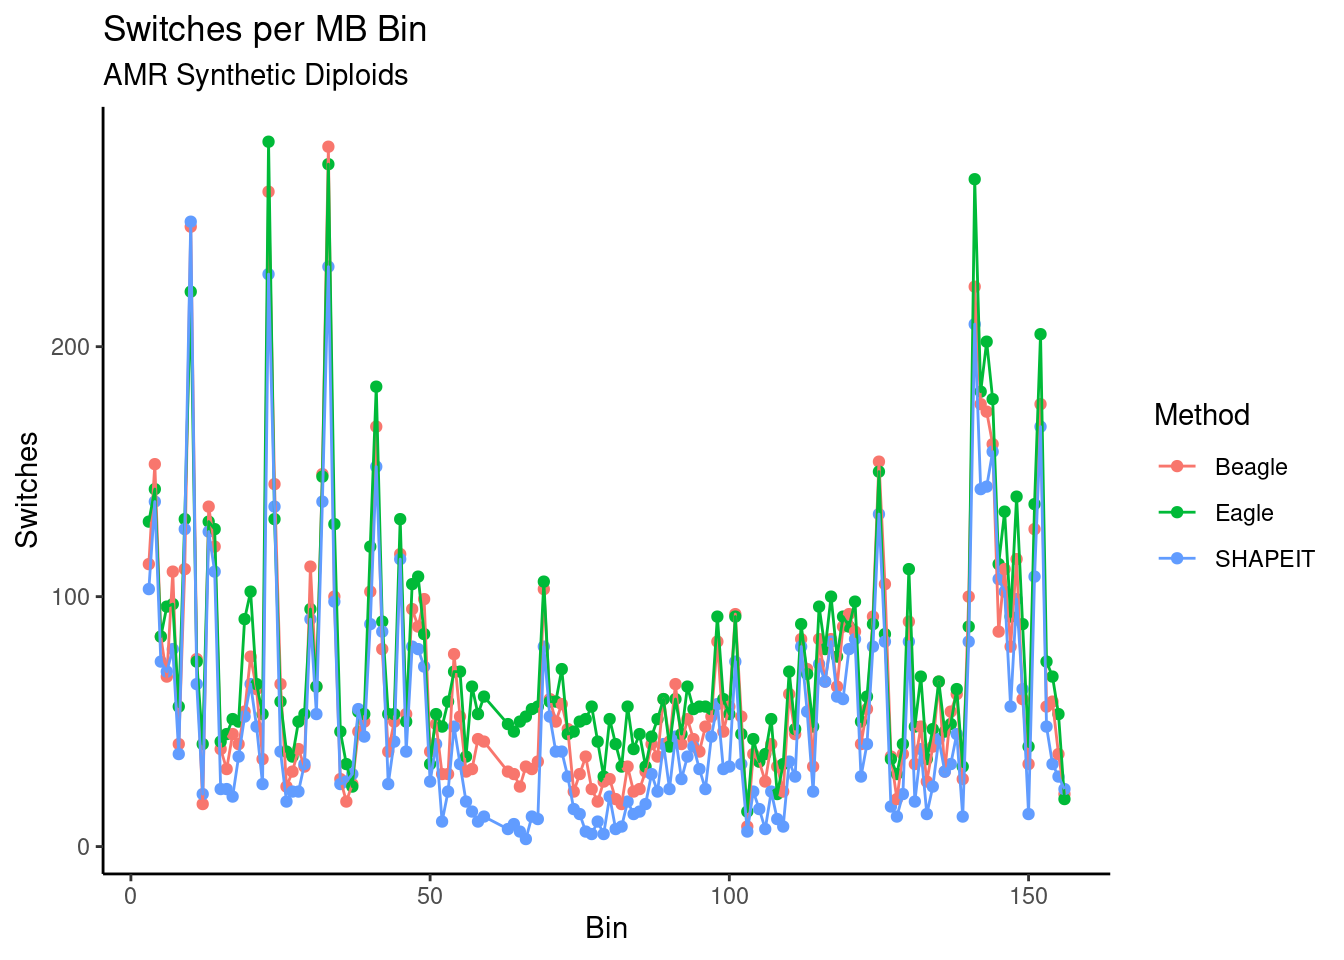 Switches per MB Bin
AMR Synthetic Diploids
Switches
200
100
0
0
50
100
150
Bin
Method
Beagle
Eagle
SHAPEIT